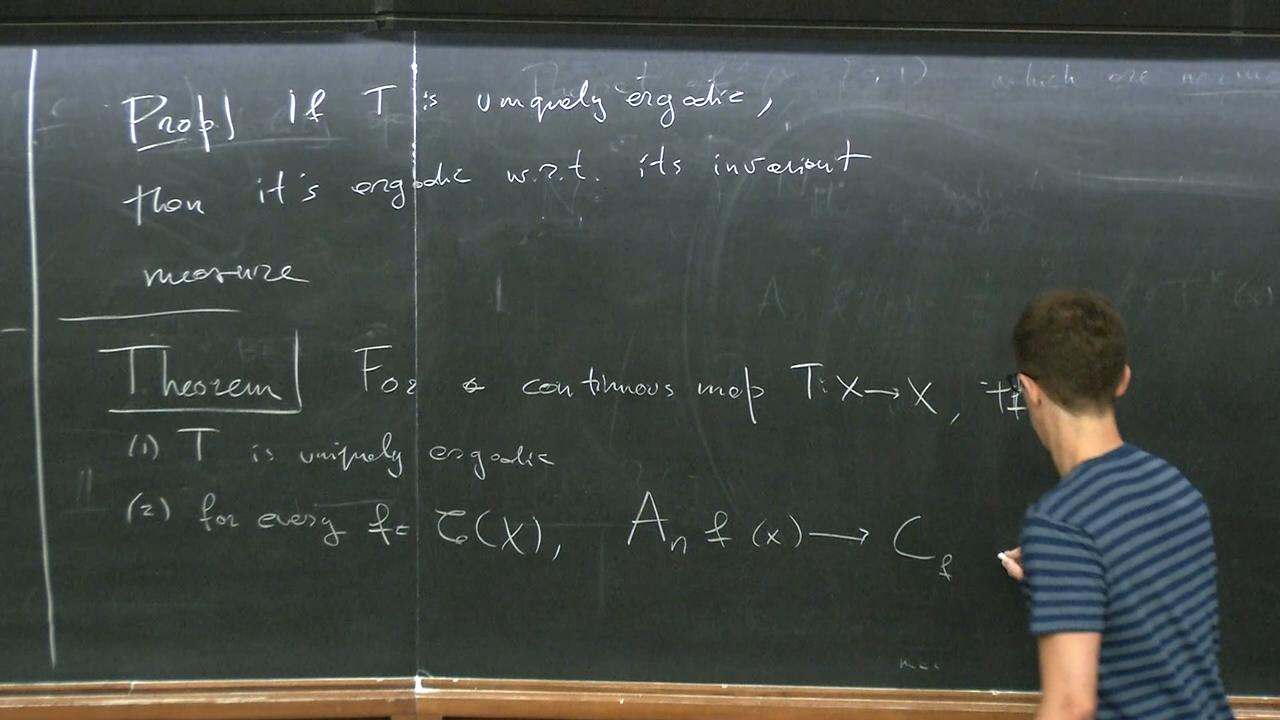 Prop| If T is uniquely ergodic,
then it's ergodic w.r.t. its invariant
measure
Theorem| For a continuous map T: X → X,
(1) T is uniquely ergodic
(2) for every f ∈ C(X), Aₙ f (x) → C_f